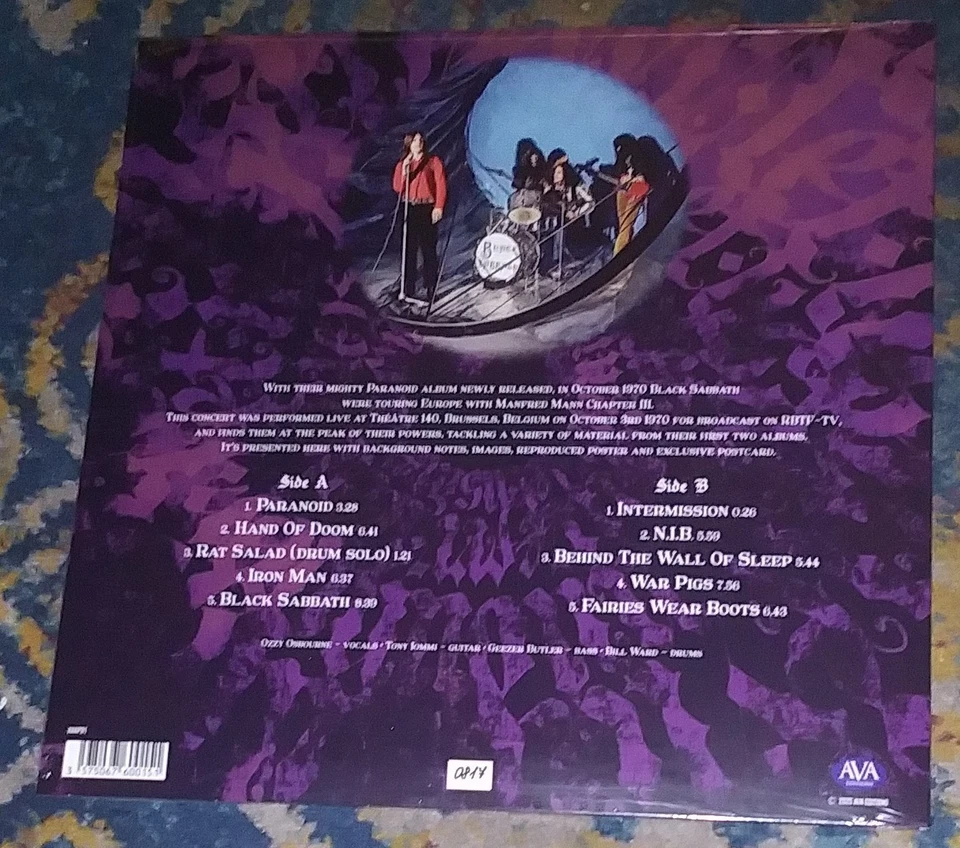 Black
Sabbath
With their mighty Paranoid album newly released, in October 1970 Black Sabbath
were touring Europe with Manfred Mann Chapter III.
This concert was performed live at Théâtre 140, Brussels, Belgium on October 3rd 1970 for broadcast on RBTF-TV,
and finds them at the peak of their powers, tackling a variety of material from their first two albums.
It's presented here with background notes, images, reproduced poster and exclusive postcard.
Side A
1. Paranoid 3.28
2. Hand Of Doom 6.41
3. Rat Salad (drum solo) 1.21
4. Iron Man 6.37
5. Black Sabbath 8.39
Side B
1. Intermission 0.26
2. N.I.B. 5.59
3. Behind The Wall Of Sleep 5.44
4. War Pigs 7.56
5. Fairies Wear Boots 6.43
Ozzy Osbourne - vocals • Tony Iommi - guitar • Geezer Butler - bass • Bill Ward - drums
0817
AVA
EDITIONS
AVA EDITIONS